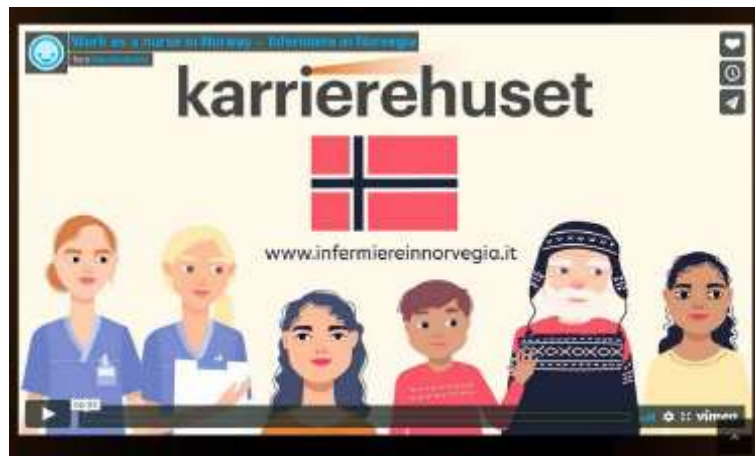 Work as a nurse in Norway - Infermiere in Norvegia
karrierehuset
www.infermiereinnorvegia.it
vimeo